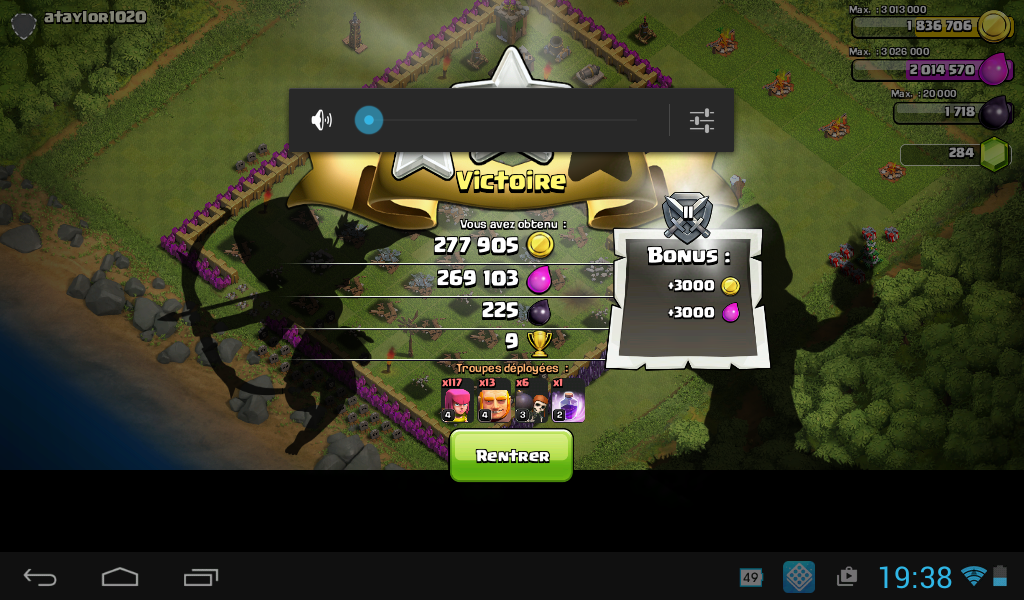 ataylor1020
Max. : 3 013 000
1 836 706
Max. : 3 026 000
2 014 570
Max. : 20 000
1 718
284
Victoire
Vous avez obtenu :
277 905
269 103
225
9
Bonus :
+3000
+3000
Troupes déployées :
x117 x13 x6 x1
4 4 3 2
Rentrer
49
19:38